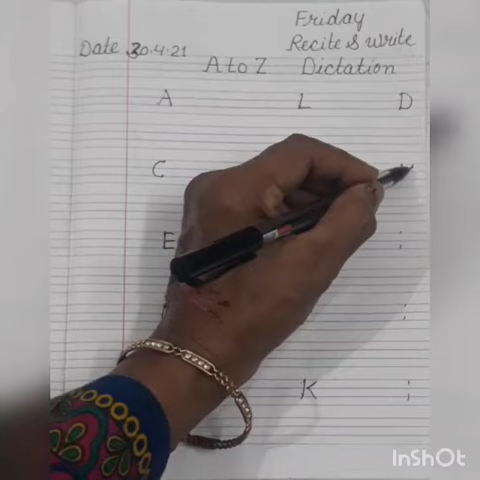 Friday
Date 30.4.21 Recite & Write
A to Z Dictation
A L D
C
E ;
;
K ;
InShOt